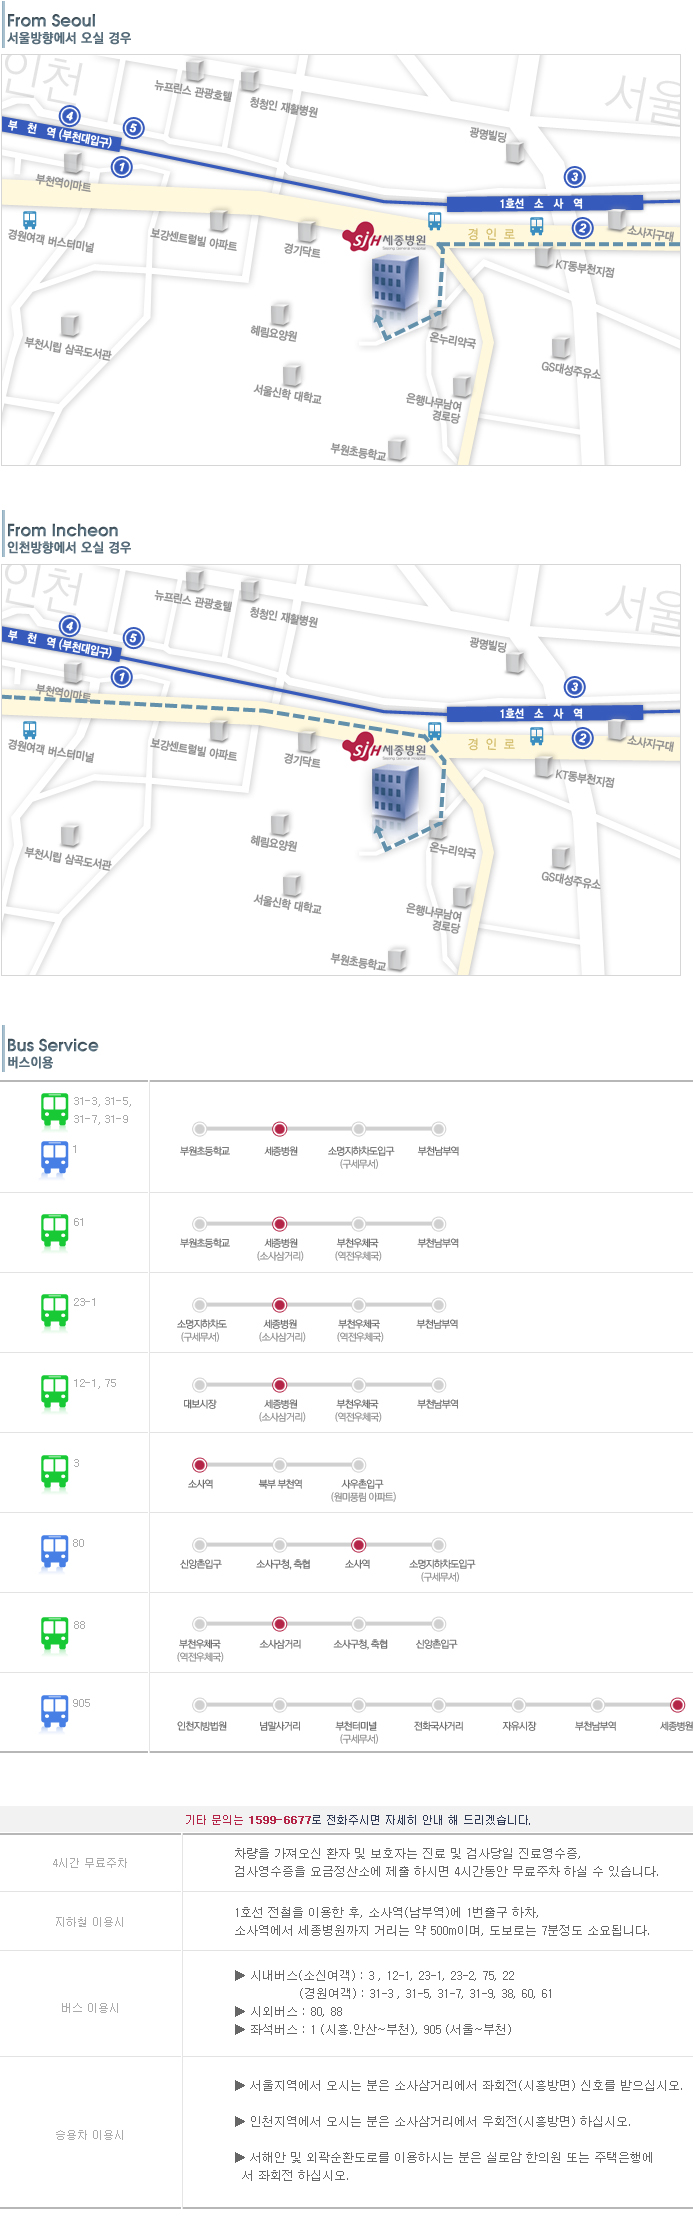 From Seoul
서울방향에서 오실 경우
인천
서울
뉴프린스 관광호텔
청청인 재활병원
광명빌딩
4
5
부 천 역 (부천대입구)
1
3
부천역이마트
1호선 소 사 역
2
경원여객 버스터미널
보강센트럴빌 아파트
경기닥트
SJH 세종병원
Sejong General Hospital
경 인 로
소사지구대
KT동부천지점
부천시립 삼곡도서관
혜림요양원
온누리약국
서울신학 대학교
은행나무남여
경로당
GS대성주유소
부원초등학교
From Incheon
인천방향에서 오실 경우
인천
서울
뉴프린스 관광호텔
청청인 재활병원
광명빌딩
4
5
부 천 역 (부천대입구)
1
3
부천역이마트
1호선 소 사 역
2
경원여객 버스터미널
보강센트럴빌 아파트
경기닥트
SJH 세종병원
Sejong General Hospital
경 인 로
소사지구대
KT동부천지점
부천시립 삼곡도서관
혜림요양원
온누리약국
서울신학 대학교
은행나무남여
경로당
GS대성주유소
부원초등학교
Bus Service
버스이용
31-3, 31-5,
31-7, 31-9
1
부원초등학교 세종병원 소명지하차도입구 부천남부역
(구세무서)
61
부원초등학교 세종병원 부천우체국 부천남부역
(소사삼거리) (역전우체국)
23-1
소명지하차도 세종병원 부천우체국 부천남부역
(구세무서) (소사삼거리) (역전우체국)
12-1, 75
대보시장 세종병원 부천우체국 부천남부역
(소사삼거리) (역전우체국)
3
소사역 북부 부천역 사우촌입구
(원미풍림 아파트)
80
신앙촌입구 소사구청, 축협 소사역 소명지하차도입구
(구세무서)
88
부천우체국 소사삼거리 소사구청, 축협 신앙촌입구
(역전우체국)
905
인천지방법원 넘말사거리 부천터미널 전화국사거리 자유시장 부천남부역 세종병원
(구세무서)
기타 문의는 1599-6677로 전화주시면 자세히 안내 해 드리겠습니다.
4시간 무료주차
차량을 가져오신 환자 및 보호자는 진료 및 검사당일 진료영수증,
검사영수증을 요금정산소에 제출 하시면 4시간동안 무료주차 하실 수 있습니다.
지하철 이용시
1호선 전철을 이용한 후, 소사역(남부역)에 1번출구 하차,
소사역에서 세종병원까지 거리는 약 500m이며, 도보로는 7분정도 소요됩니다.
버스 이용시
▶ 시내버스(소신여객) : 3 , 12-1, 23-1, 23-2, 75, 22
(경원여객) : 31-3 , 31-5, 31-7, 31-9, 38, 60, 61
▶ 시외버스 : 80, 88
▶ 좌석버스 : 1 (시흥.안산~부천), 905 (서울~부천)
승용차 이용시
▶ 서울지역에서 오시는 분은 소사삼거리에서 좌회전(시흥방면) 신호를 받으십시오.
▶ 인천지역에서 오시는 분은 소사삼거리에서 우회전(시흥방면) 하십시오.
▶ 서해안 및 외곽순환도로를 이용하시는 분은 실로암 한의원 또는 주택은행에
서 좌회전 하십시오.